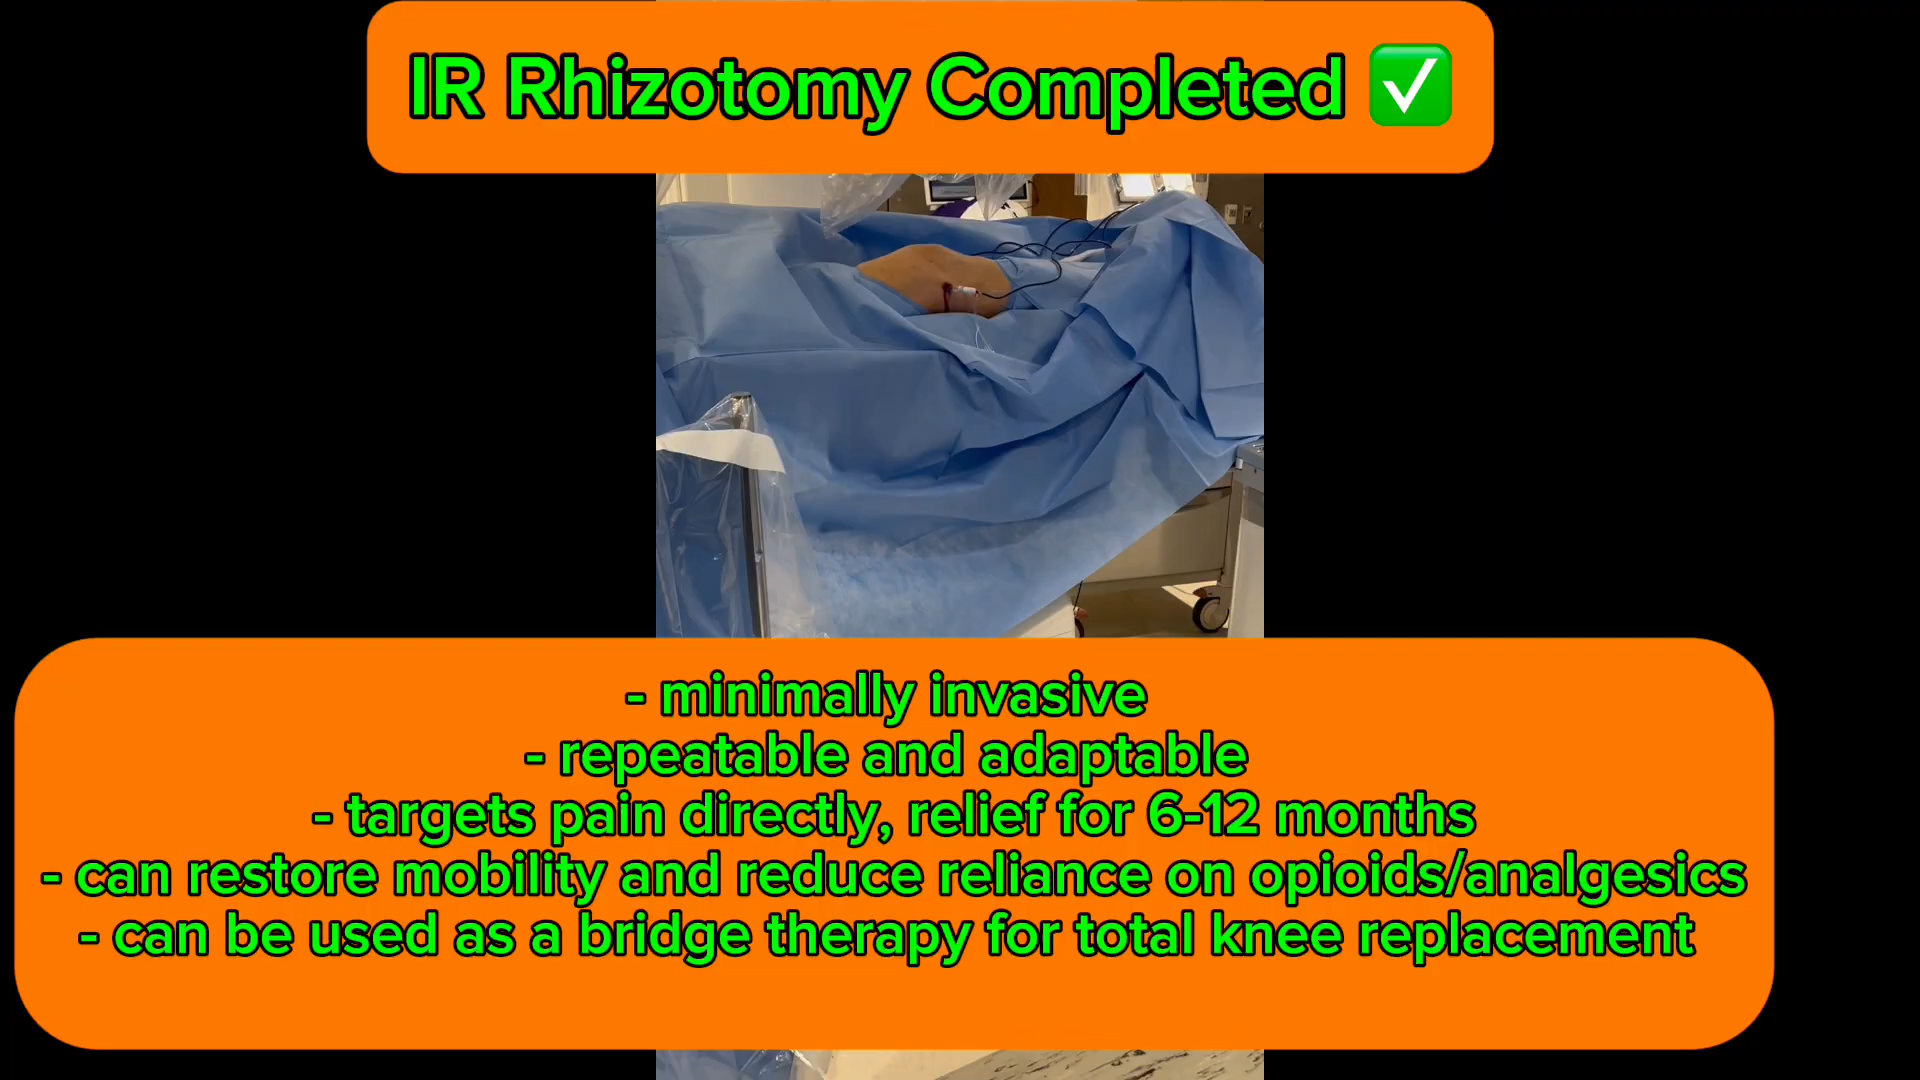 IR Rhizotomy Completed ✅
- minimally invasive
- repeatable and adaptable
- targets pain directly, relief for 6-12 months
- can restore mobility and reduce reliance on opioids/analgesics
- can be used as a bridge therapy for total knee replacement